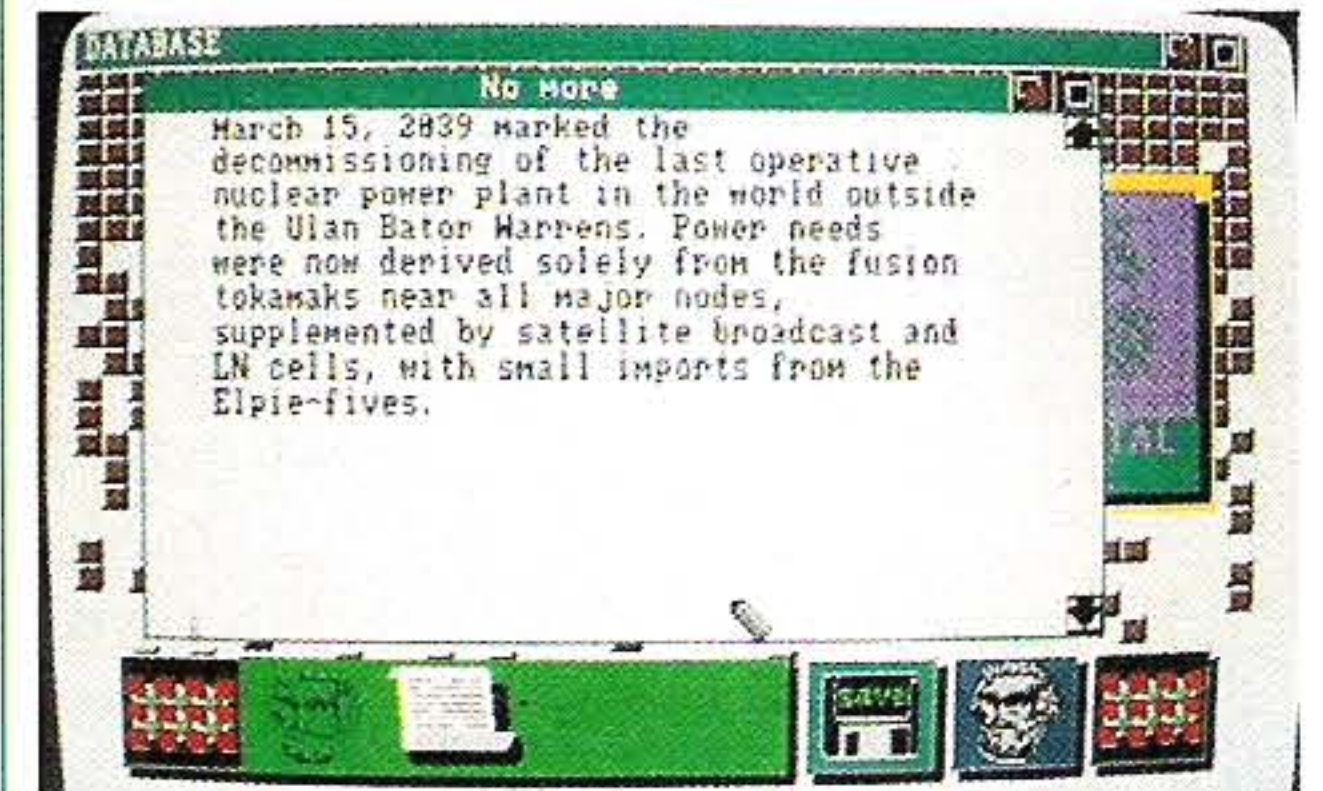 DATABASE
No more
March 15, 2039 marked the
decommissioning of the last operative
nuclear power plant in the world outside
the Ulan Bator Warrens. Power needs
were now derived solely from the fusion
tokamaks near all major nodes,
supplemented by satellite broadcast and
LN cells, with small imports from the
Elpie-fives.
save